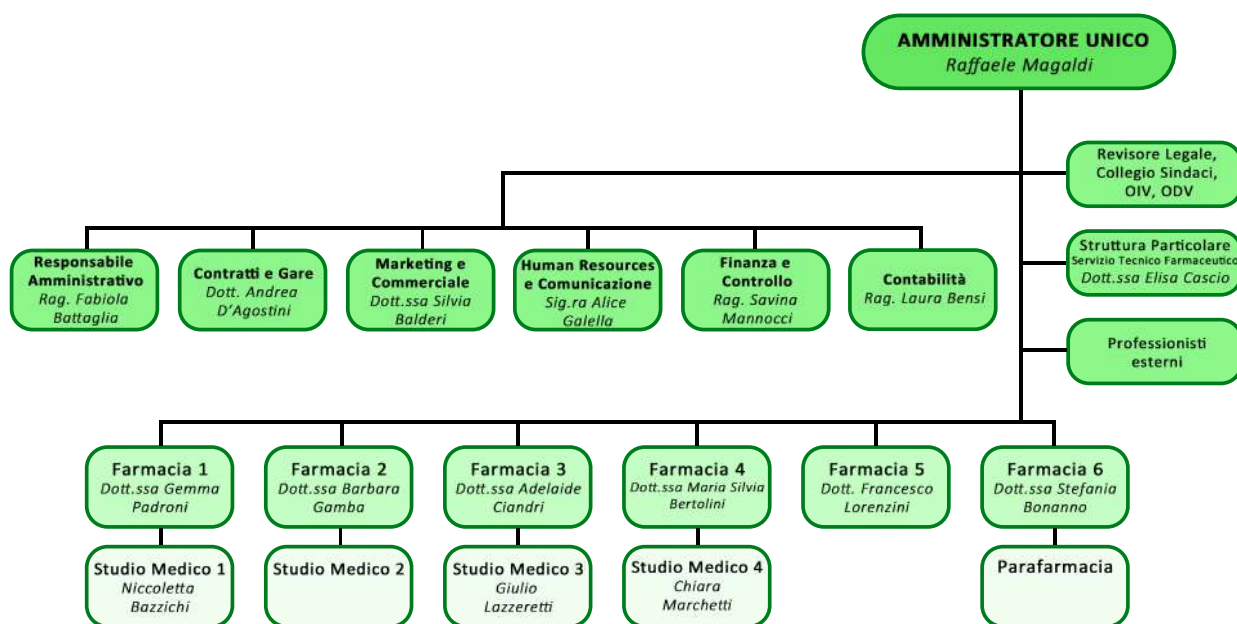 AMMINISTRATORE UNICO
Raffaele Magaldi
Revisore Legale,
Collegio Sindaci,
OIV, ODV
Responsabile
Amministrativo
Rag. Fabiola
Battaglia
Contratti e Gare
Dott. Andrea
D'Agostini
Marketing e
Commerciale
Dott.ssa Silvia
Balderi
Human Resources
e Comunicazione
Sig.ra Alice
Galella
Finanza e
Controllo
Rag. Savina
Mannocci
Contabilità
Rag. Laura Bensi
Struttura Particolare
Servizio Tecnico Farmaceutico
Dott.ssa Elisa Cascio
Professionisti
esterni
Farmacia 1
Dott.ssa Gemma
Padroni
Farmacia 2
Dott.ssa Barbara
Gamba
Farmacia 3
Dott.ssa Adelaide
Ciandri
Farmacia 4
Dott.ssa Maria Silvia
Bertolini
Farmacia 5
Dott. Francesco
Lorenzini
Farmacia 6
Dott.ssa Stefania
Bonanno
Studio Medico 1
Niccoletta
Bazzichi
Studio Medico 2
Studio Medico 3
Giulio
Lazzeretti
Studio Medico 4
Chiara
Marchetti
Parafarmacia